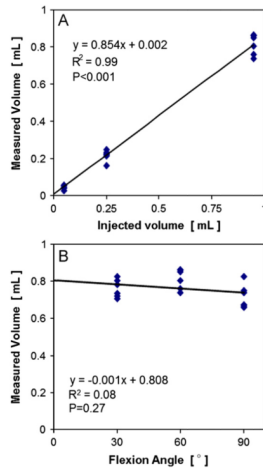 A
1
0.8
0.6
0.4
0.2
0
y = 0.854x + 0.002
R² = 0.99
P<0.001
Measured Volume [ mL ]
0 0.25 0.5 0.75 1
Injected volume [ mL ]
B
1
0.8
0.6
0.4
0.2
0
y = -0.001x + 0.808
R² = 0.08
P=0.27
Measured Volume [ mL ]
0 30 60 90
Flexion Angle [ ° ]